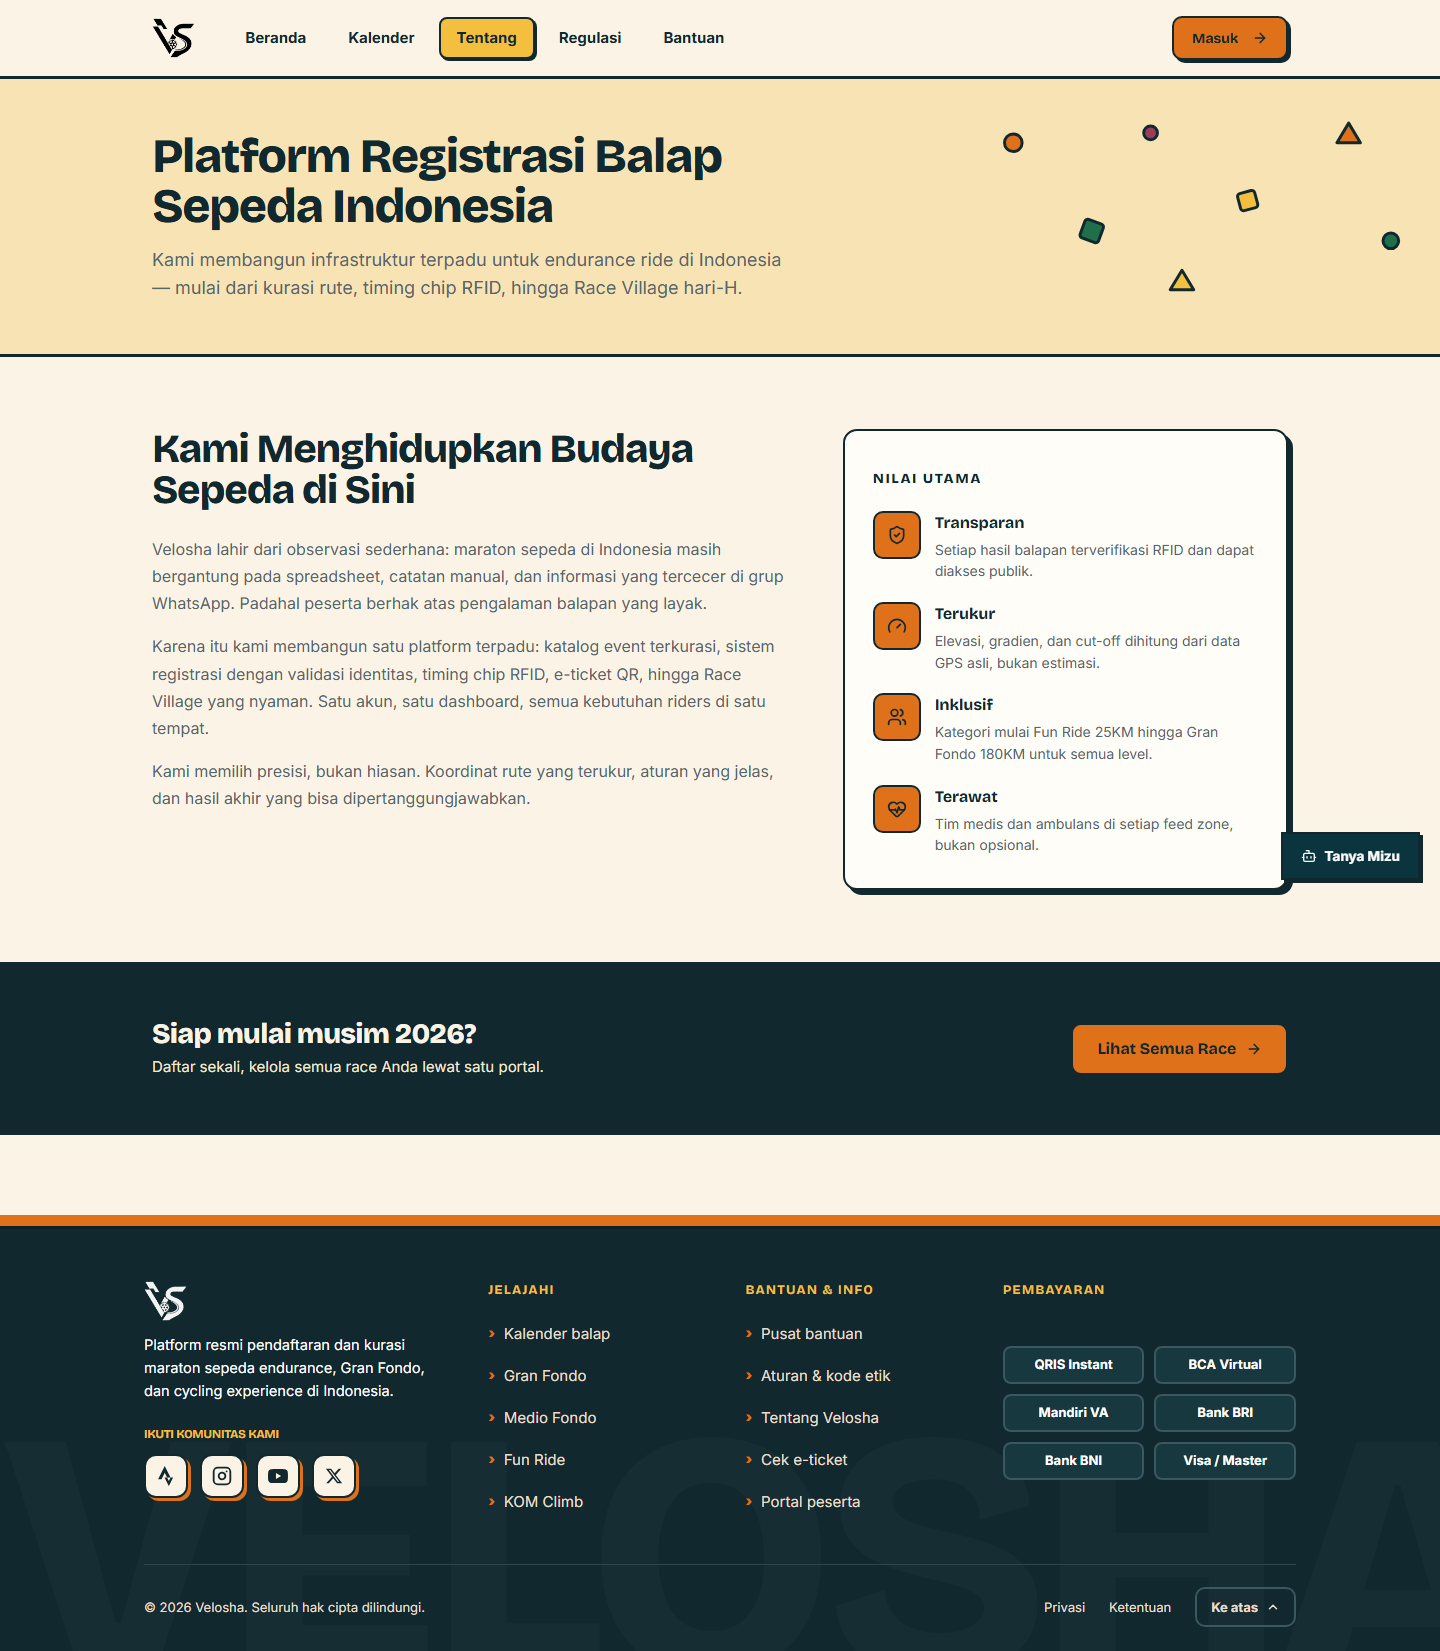 VS
Beranda
Kalender
Tentang
Regulasi
Bantuan
Masuk
Platform Registrasi Balap
Sepeda Indonesia
Kami membangun infrastruktur terpadu untuk endurance ride di Indonesia
— mulai dari kurasi rute, timing chip RFID, hingga Race Village hari-H.
Kami Menghidupkan Budaya
Sepeda di Sini
Velosha lahir dari observasi sederhana: maraton sepeda di Indonesia masih
bergantung pada spreadsheet, catatan manual, dan informasi yang tercecer di grup
WhatsApp. Padahal peserta berhak atas pengalaman balapan yang layak.
Karena itu kami membangun satu platform terpadu: katalog event terkurasi, sistem
registrasi dengan validasi identitas, timing chip RFID, e-ticket QR, hingga Race
Village yang nyaman. Satu akun, satu dashboard, semua kebutuhan riders di satu
tempat.
Kami memilih presisi, bukan hiasan. Koordinat rute yang terukur, aturan yang jelas,
dan hasil akhir yang bisa dipertanggungjawabkan.
NILAI UTAMA
Transparan
Setiap hasil balapan terverifikasi RFID dan dapat
diakses publik.
Terukur
Elevasi, gradien, dan cut-off dihitung dari data
GPS asli, bukan estimasi.
Inklusif
Kategori mulai Fun Ride 25KM hingga Gran
Fondo 180KM untuk semua level.
Terawat
Tim medis dan ambulans di setiap feed zone,
bukan opsional.
Tanya Mizu
Siap mulai musim 2026?
Daftar sekali, kelola semua race Anda lewat satu portal.
Lihat Semua Race
VS
Platform resmi pendaftaran dan kurasi
maraton sepeda endurance, Gran Fondo,
dan cycling experience di Indonesia.
IKUTI KOMUNITAS KAMI
JELAJAHI
Kalender balap
Gran Fondo
Medio Fondo
Fun Ride
KOM Climb
BANTUAN & INFO
Pusat bantuan
Aturan & kode etik
Tentang Velosha
Cek e-ticket
Portal peserta
PEMBAYARAN
QRIS Instant
BCA Virtual
Mandiri VA
Bank BRI
Bank BNI
Visa / Master
VELOSHA
© 2026 Velosha. Seluruh hak cipta dilindungi.
Privasi
Ketentuan
Ke atas